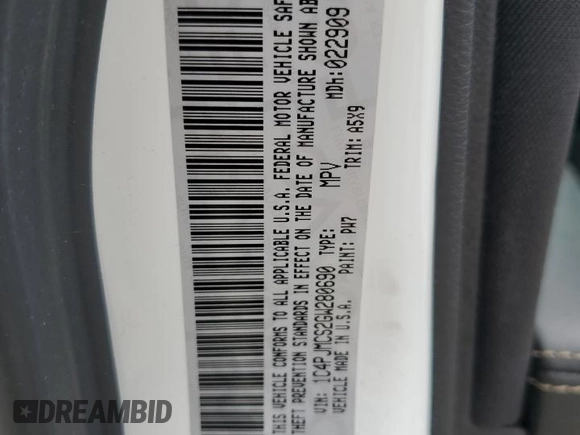 THIS VEHICLE CONFORMS TO ALL APPLICABLE U.S.A. FEDERAL MOTOR VEHICLE SAF
THEFT PREVENTION STANDARDS IN EFFECT ON THE DATE OF MANUFACTURE SHOWN AB
VIN: 1C4PJMCS2GW280690 TYPE: MPV MDH:022909
VEHICLE MADE IN U.S.A. PAINT: PW7 TRIM: A5X9
DREAMBID